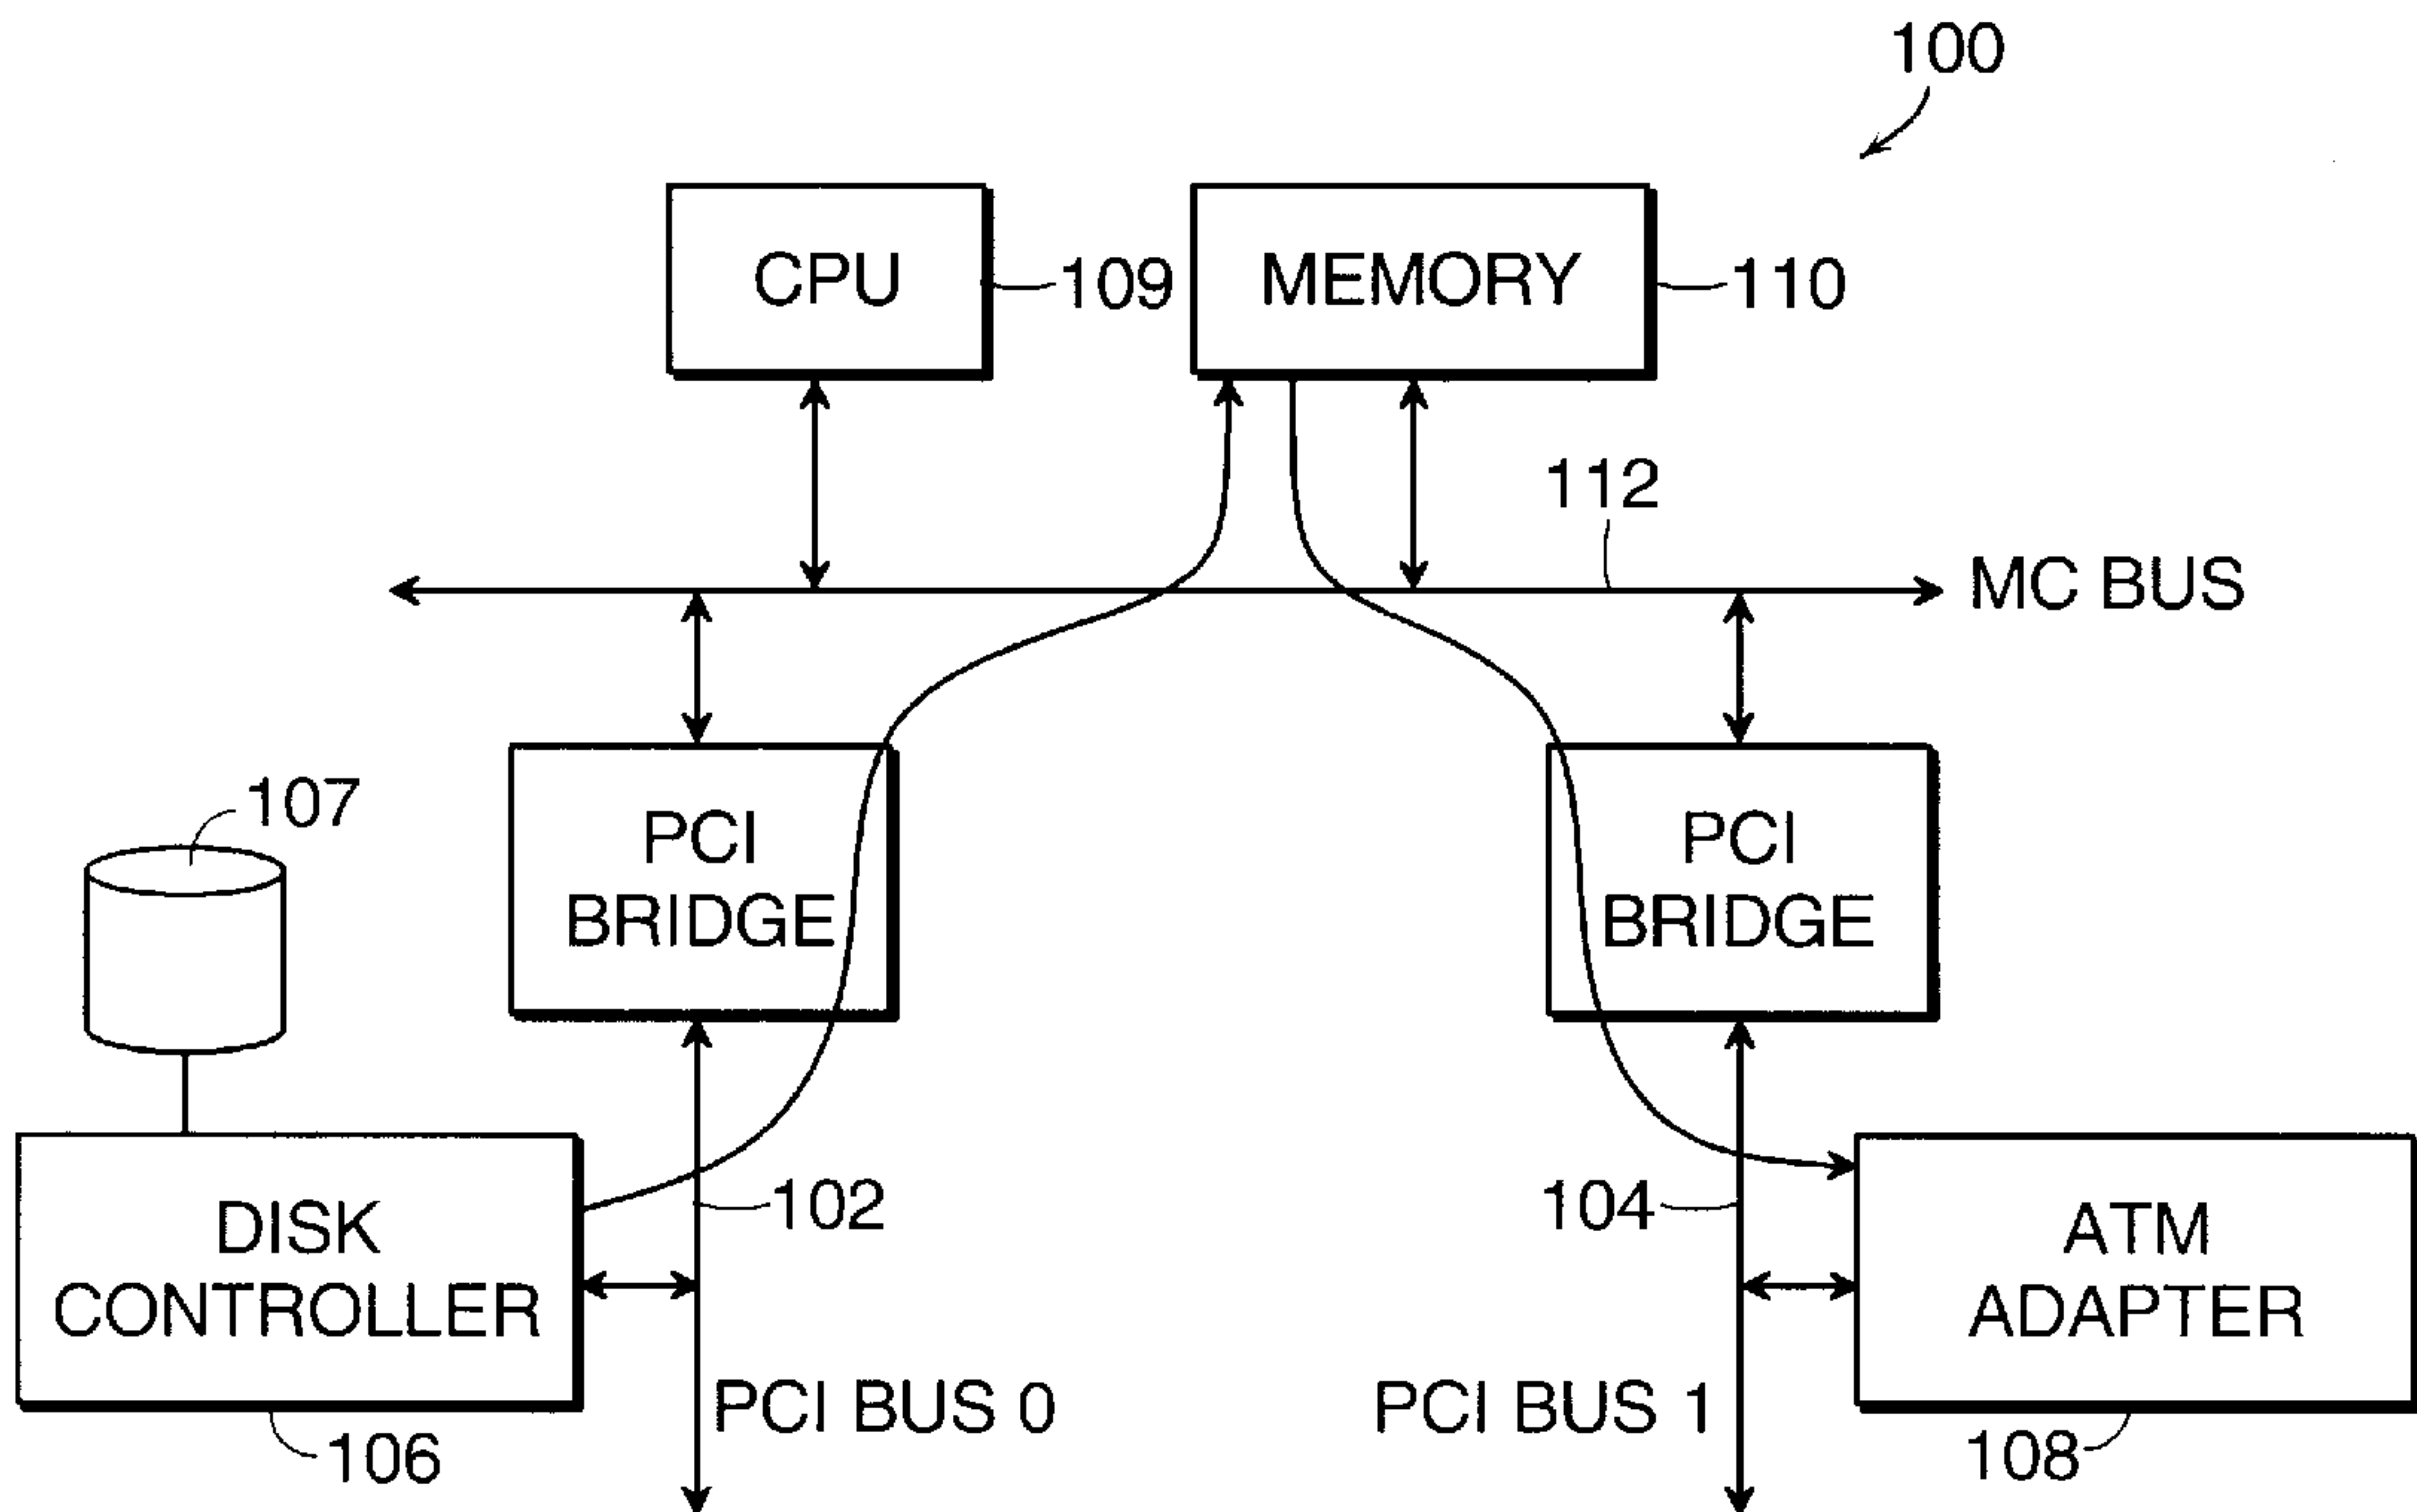 100
CPU
109
MEMORY
110
112
MC BUS
107
PCI
BRIDGE
PCI
BRIDGE
102
104
DISK
CONTROLLER
ATM
ADAPTER
PCI BUS 0
PCI BUS 1
106
108